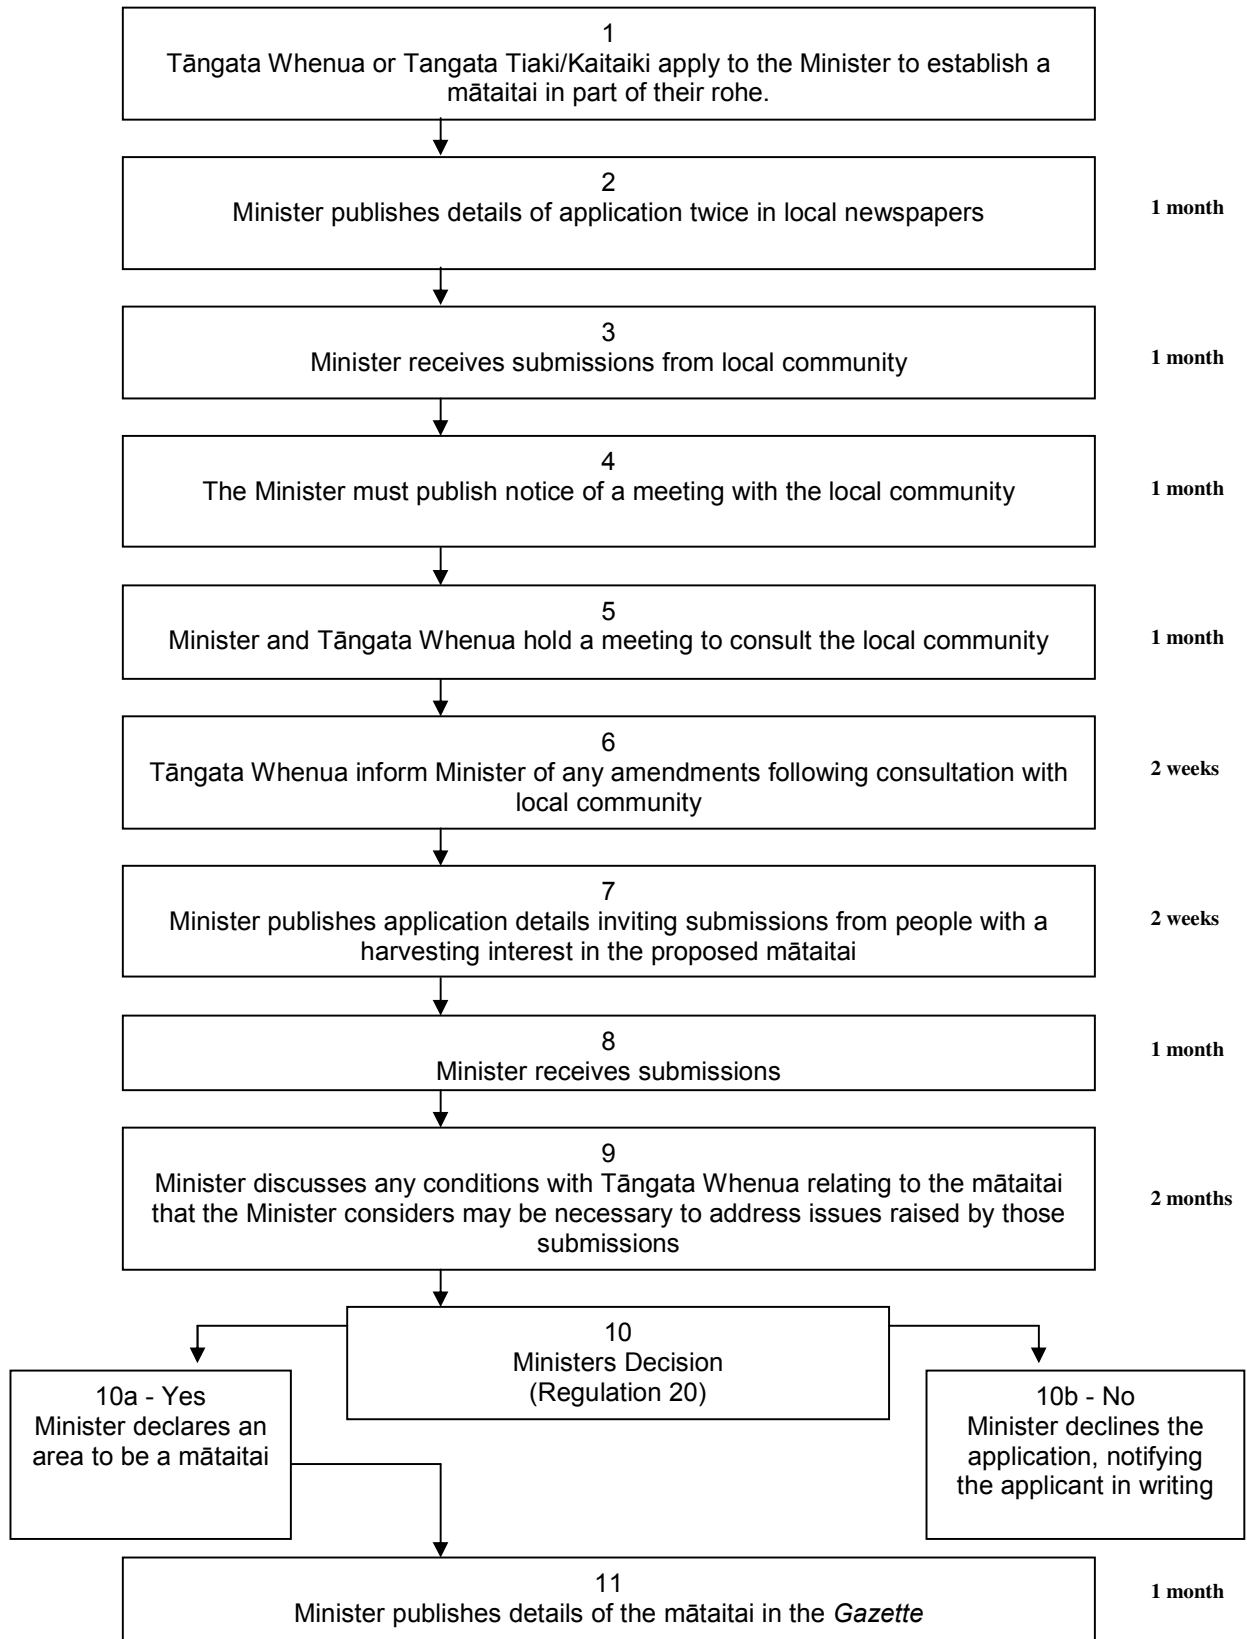 1
Tāngata Whenua or Tangata Tiaki/Kaitaiki apply to the Minister to establish a
mātaitai in part of their rohe.
2
Minister publishes details of application twice in local newspapers
1 month
3
Minister receives submissions from local community
1 month
4
The Minister must publish notice of a meeting with the local community
1 month
5
Minister and Tāngata Whenua hold a meeting to consult the local community
1 month
6
Tāngata Whenua inform Minister of any amendments following consultation with
local community
2 weeks
7
Minister publishes application details inviting submissions from people with a
harvesting interest in the proposed mātaitai
2 weeks
8
Minister receives submissions
1 month
9
Minister discusses any conditions with Tāngata Whenua relating to the mātaitai
that the Minister considers may be necessary to address issues raised by those
submissions
2 months
10
Ministers Decision
(Regulation 20)
10a - Yes
Minister declares an
area to be a mātaitai
10b - No
Minister declines the
application, notifying
the applicant in writing
11
Minister publishes details of the mātaitai in the Gazette
1 month